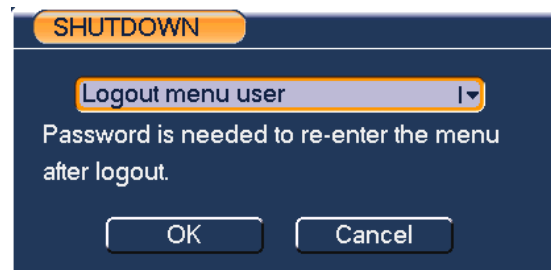 SHUTDOWN
Logout menu user
Password is needed to re-enter the menu
after logout.
OK Cancel